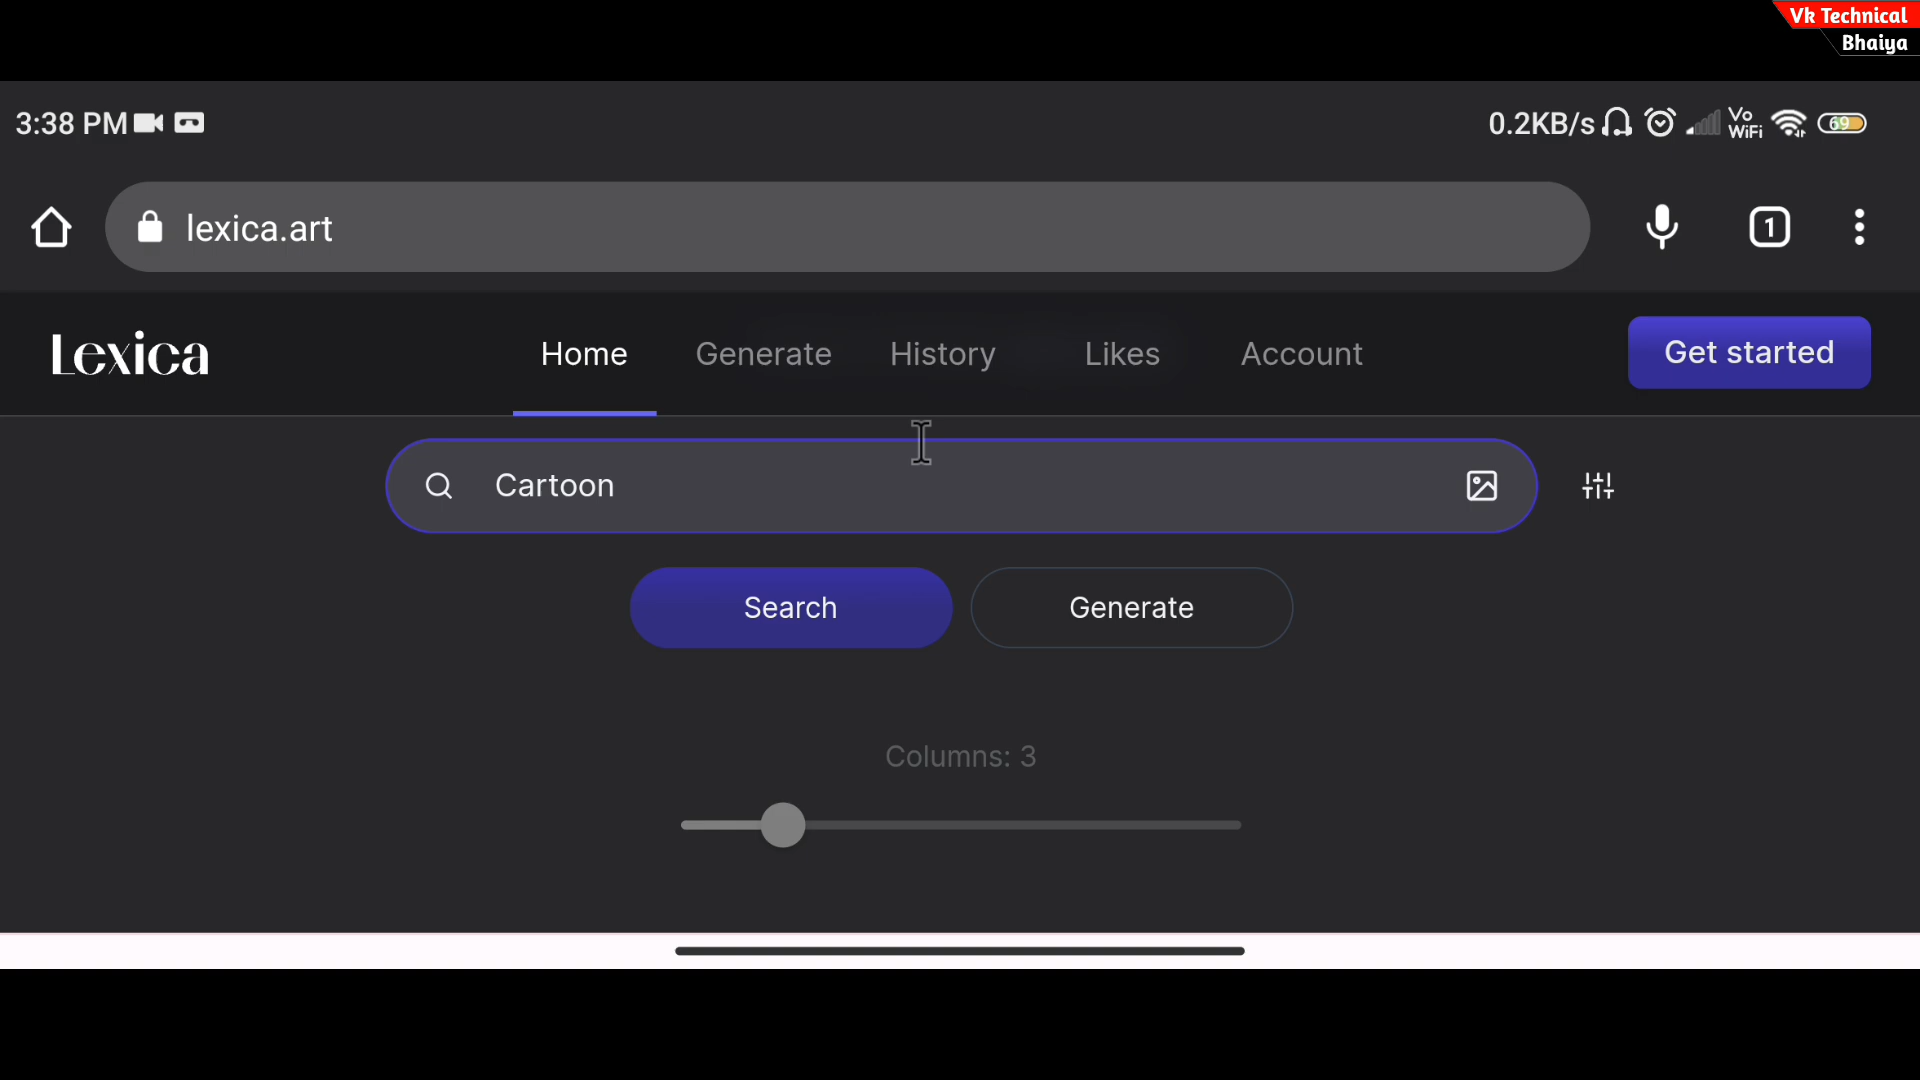 Vk Technical
Bhaiya
3:38 PM 0.2KB/s Vo WiFi 69
lexica.art 1
Lexica Home Generate History Likes Account Get started
Cartoon
Search Generate
Columns: 3